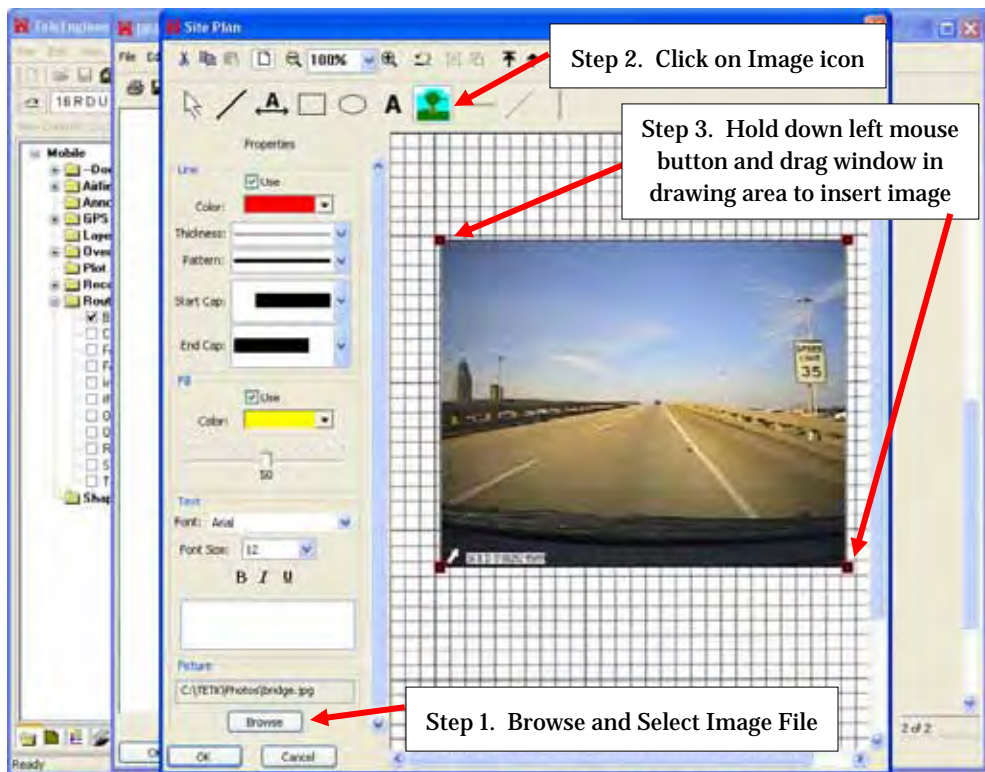 Site Plan
File Ed
100%
16 R D U
A
A
Step 2. Click on Image icon
Step 3. Hold down left mouse
button and drag window in
drawing area to insert image
Properties
Line
Use
Color:
Thickness:
Pattern:
Start Cap:
End Cap:
Fill
Use
Color:
50
Text
Font: Arial
Font Size: 12
B I U
Picture
C:\TETK\Photos\bridge.jpg
Browse
OK
Cancel
Step 1. Browse and Select Image File
Mobile
GPS
Plot
SPEED
LIMIT
35
2 of 2
Ready